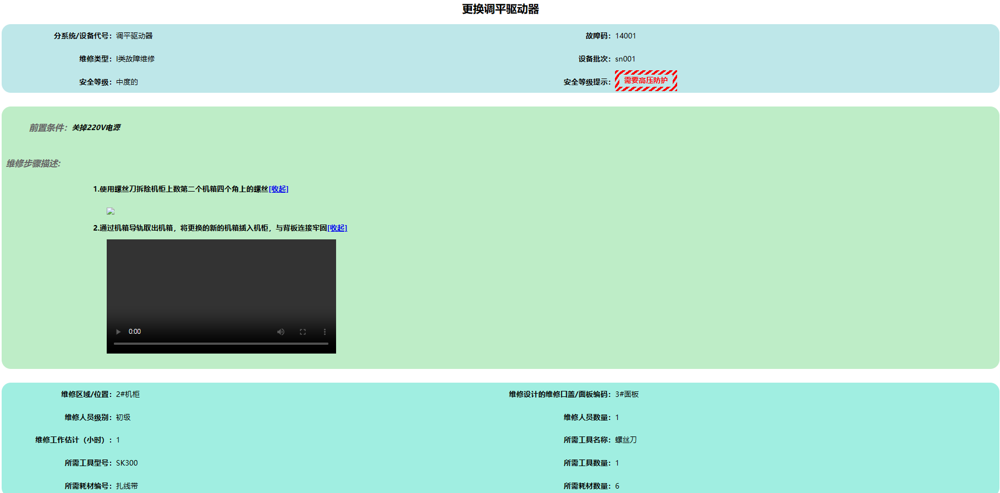 更换调平驱动器
分系统/设备代号：调平驱动器
故障码：14001
维修类型：I类故障维修
设备批次：sn001
安全等级：中度的
安全等级提示：需要高压防护
前置条件：关掉220V电源
维修步骤描述:
1.使用螺丝刀拆除机柜上数第二个机箱四个角上的螺丝[收起]
2.通过机箱导轨取出机箱，将更换的新的机箱插入机柜，与背板连接牢固[收起]
0:00
维修区域/位置：2#机柜
维修设计的维修口盖/面板编码：3#面板
维修人员级别：初级
维修人员数量：1
维修工作估计（小时）：1
所需工具名称：螺丝刀
所需工具型号：SK300
所需工具数量：1
所需耗材编号：扎线带
所需耗材数量：6